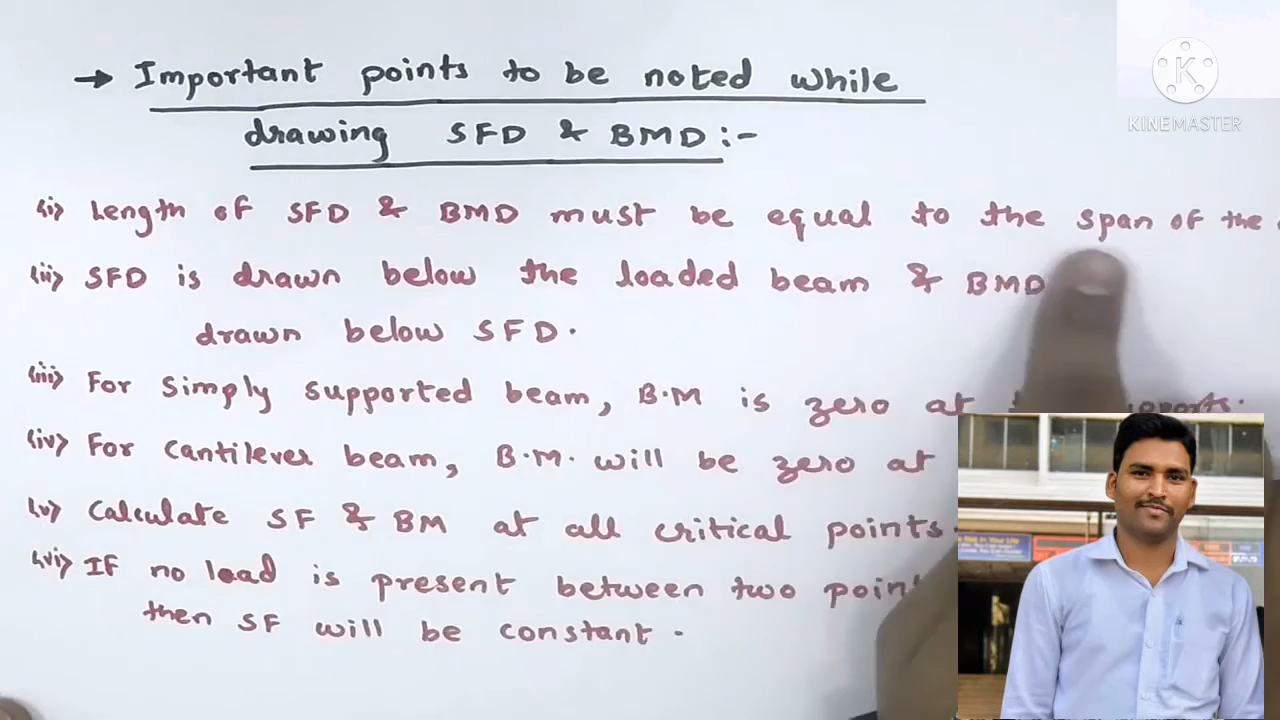 → Important points to be noted while
drawing SFD & BMD:-
(i) Length of SFD & BMD must be equal to the span of the
(ii) SFD is drawn below the loaded beam & BMD
drawn below SFD.
(iii) For simply supported beam, B.M is zero at
(iv) For cantilever beam, B.M. will be zero at
(v) Calculate SF & BM at all critical points.
(vi) If no load is present between two
then SF will be constant.
K
KINEMASTER